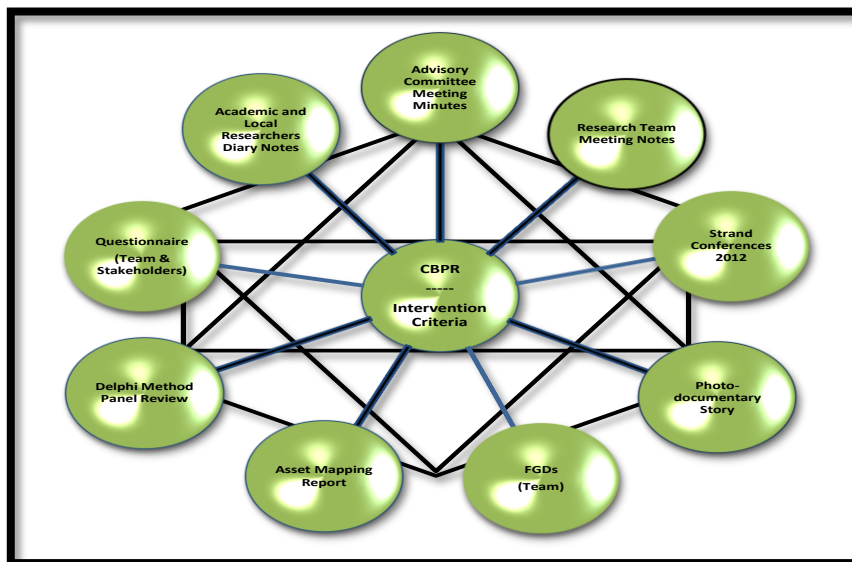 Advisory
Committee
Meeting
Minutes
Academic and
Local
Researchers
Diary Notes
Research Team
Meeting Notes
Questionnaire
(Team &
Stakeholders)
Strand
Conferences
2012
CBPR
-----
Intervention
Criteria
Delphi Method
Panel Review
Photo-
documentary
Story
Asset Mapping
Report
FGDs
(Team)